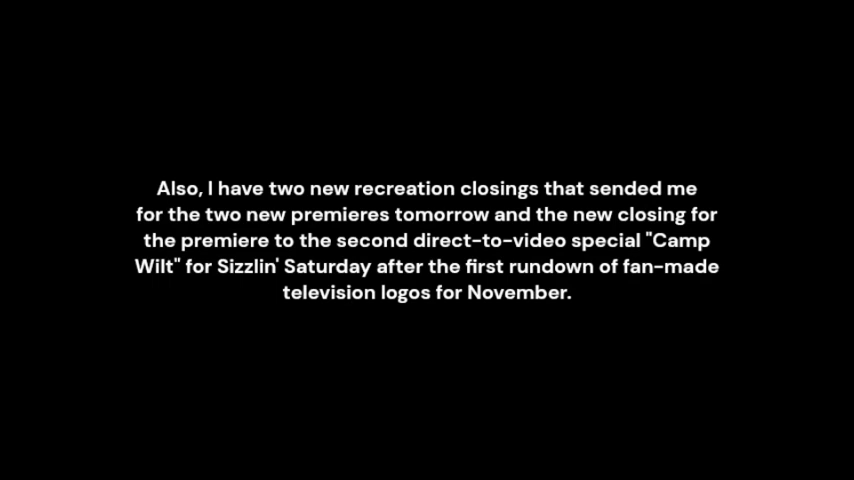 Also, I have two new recreation closings that sended me
for the two new premieres tomorrow and the new closing for
the premiere to the second direct-to-video special "Camp
Wilt" for Sizzlin' Saturday after the first rundown of fan-made
television logos for November.